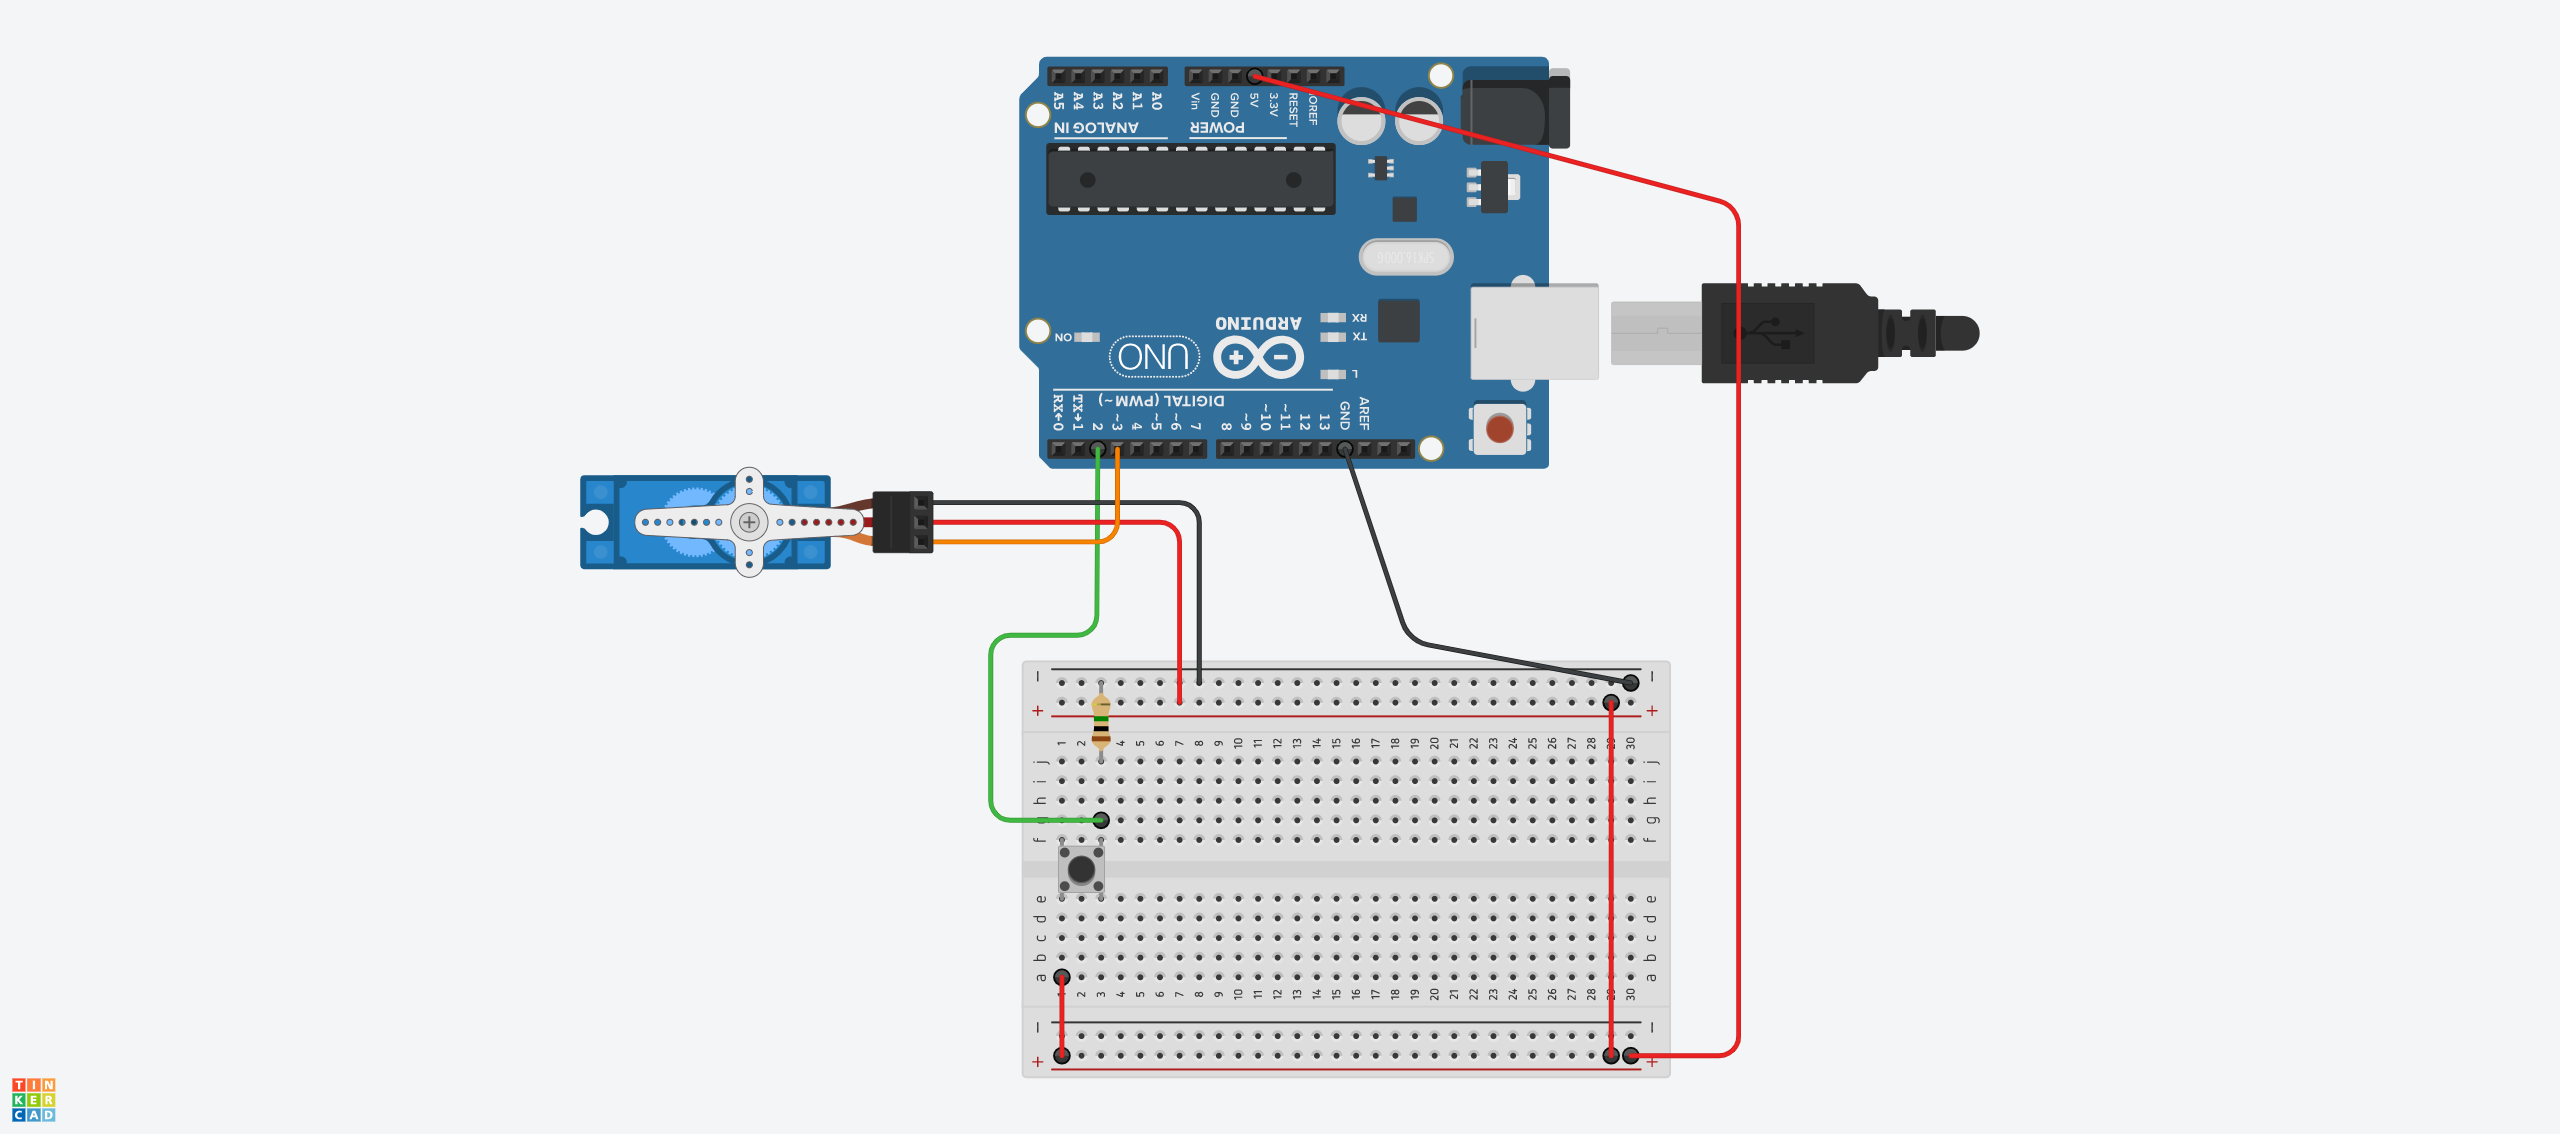 A5 A4 A3 A2 A1 A0
Vin GND GND 5V 3.3V RESET IOREF
ANALOG IN
POWER
SPK16.000G
RX
ARDUINO
TX
ON
UNO
L
DIGITAL (PWM ~)
RX←0 TX→1 2 ~3 4 ~5 ~6 7 8 ~9 ~10 ~11 12 13 GND AREF
− −
+ +
1 2 4 5 6 7 8 9 10 11 12 13 14 15 16 17 18 19 20 21 22 23 24 25 26 27 28 29 30
j j
i i
h h
g g
f f
e e
d d
c c
b b
a a
1 2 3 4 5 6 7 8 9 10 11 12 13 14 15 16 17 18 19 20 21 22 23 24 25 26 27 28 29 30
− −
+ +
TIN
KER
CAD